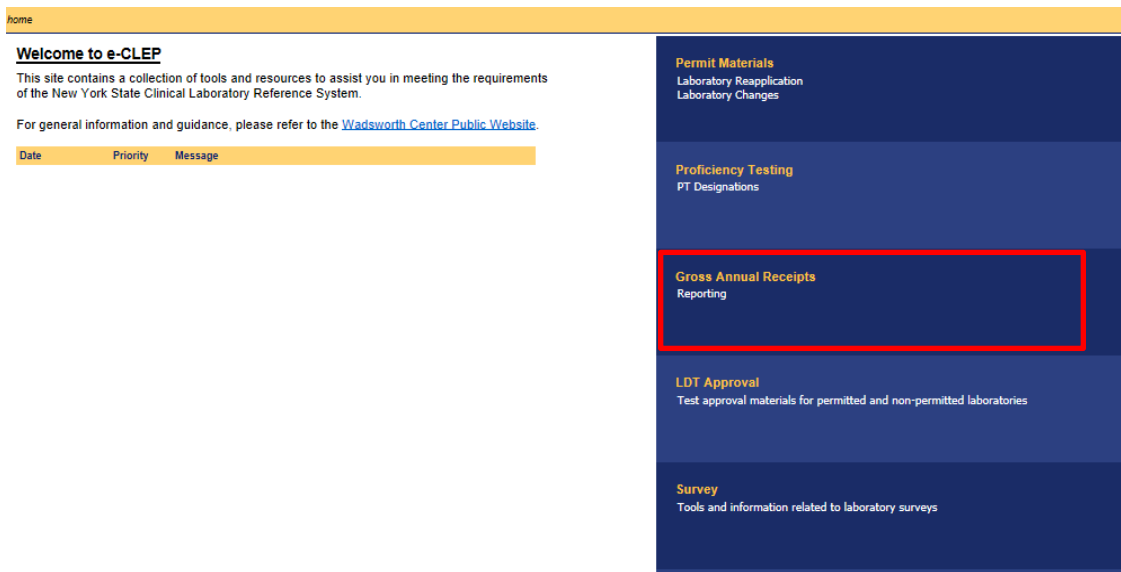 home
Welcome to e-CLEP
This site contains a collection of tools and resources to assist you in meeting the requirements
of the New York State Clinical Laboratory Reference System.
For general information and guidance, please refer to the Wadsworth Center Public Website.
Date Priority Message
Permit Materials
Laboratory Reapplication
Laboratory Changes
Proficiency Testing
PT Designations
Gross Annual Receipts
Reporting
LDT Approval
Test approval materials for permitted and non-permitted laboratories
Survey
Tools and information related to laboratory surveys